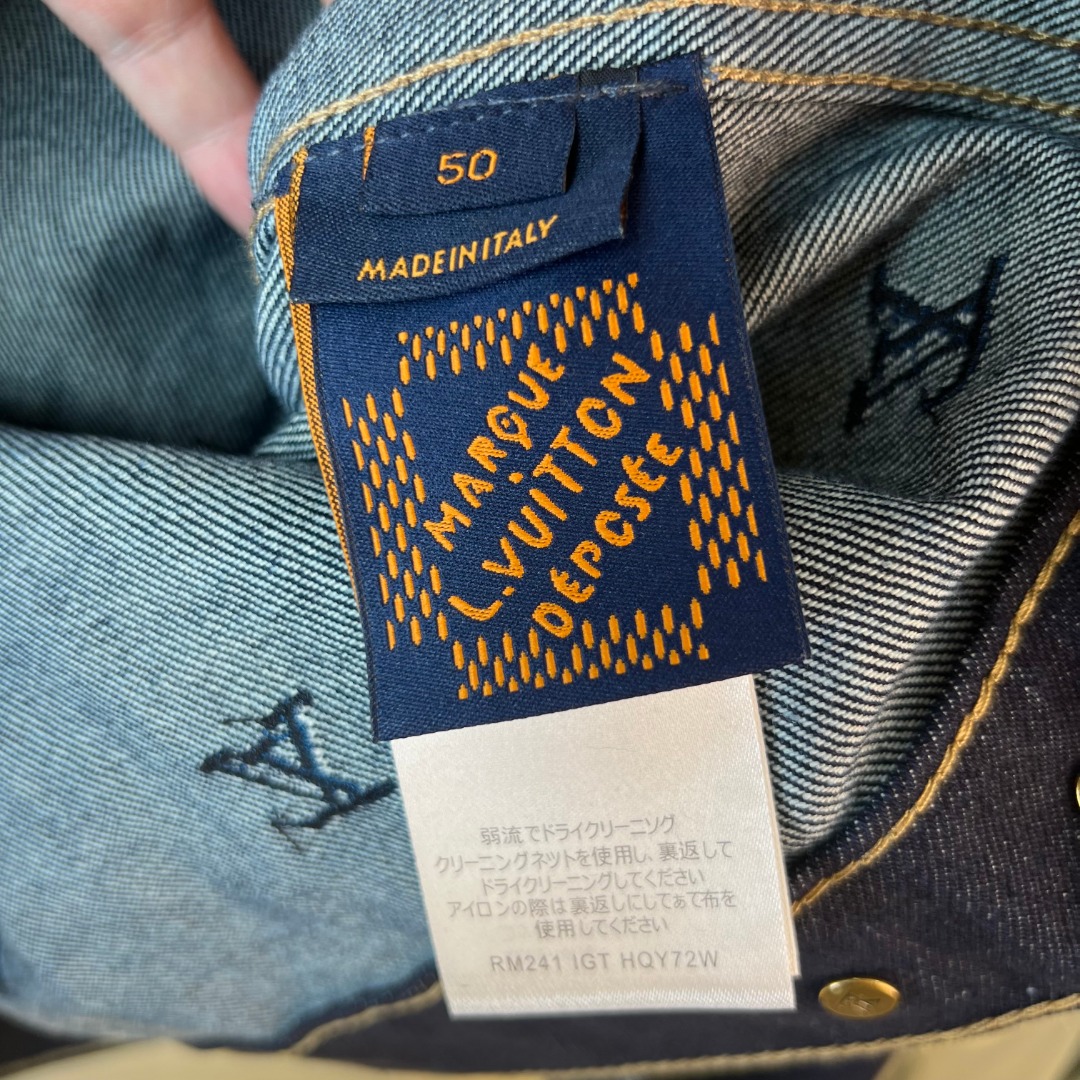 50
MADEINITALY
MARQUE
L.VUITTON
DEPCSÉE
弱流でドライクリーニソグ
クリーニングネットを使用し、裏返して
ドライクリーニングしてください
アイロンの際は裏返しにしてぁて布を
使用してください
RM241 IGT HQY72W